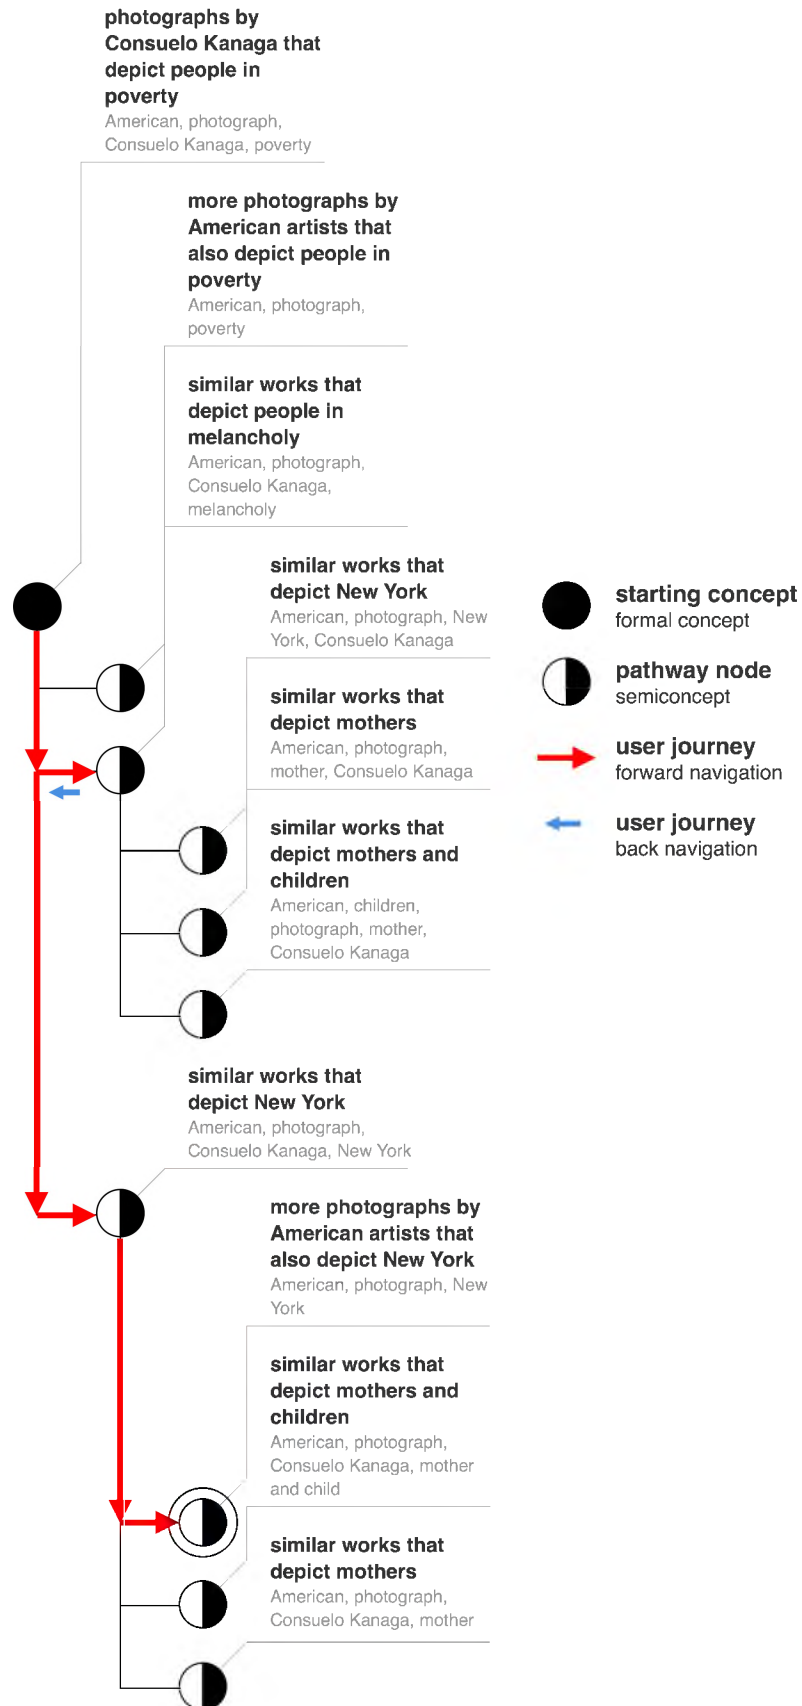 photographs by
Consuelo Kanaga that
depict people in
poverty
American, photograph,
Consuelo Kanaga, poverty
more photographs by
American artists that
also depict people in
poverty
American, photograph,
poverty
similar works that
depict people in
melancholy
American, photograph,
Consuelo Kanaga,
melancholy
similar works that
depict New York
American, photograph, New
York, Consuelo Kanaga
similar works that
depict mothers
American, photograph,
mother, Consuelo Kanaga
similar works that
depict mothers and
children
American, children,
photograph, mother,
Consuelo Kanaga
starting concept
formal concept
pathway node
semiconcept
user journey
forward navigation
user journey
back navigation
similar works that
depict New York
American, photograph,
Consuelo Kanaga, New York
more photographs by
American artists that
also depict New York
American, photograph, New
York
similar works that
depict mothers and
children
American, photograph,
Consuelo Kanaga, mother
and child
similar works that
depict mothers
American, photograph,
Consuelo Kanaga, mother